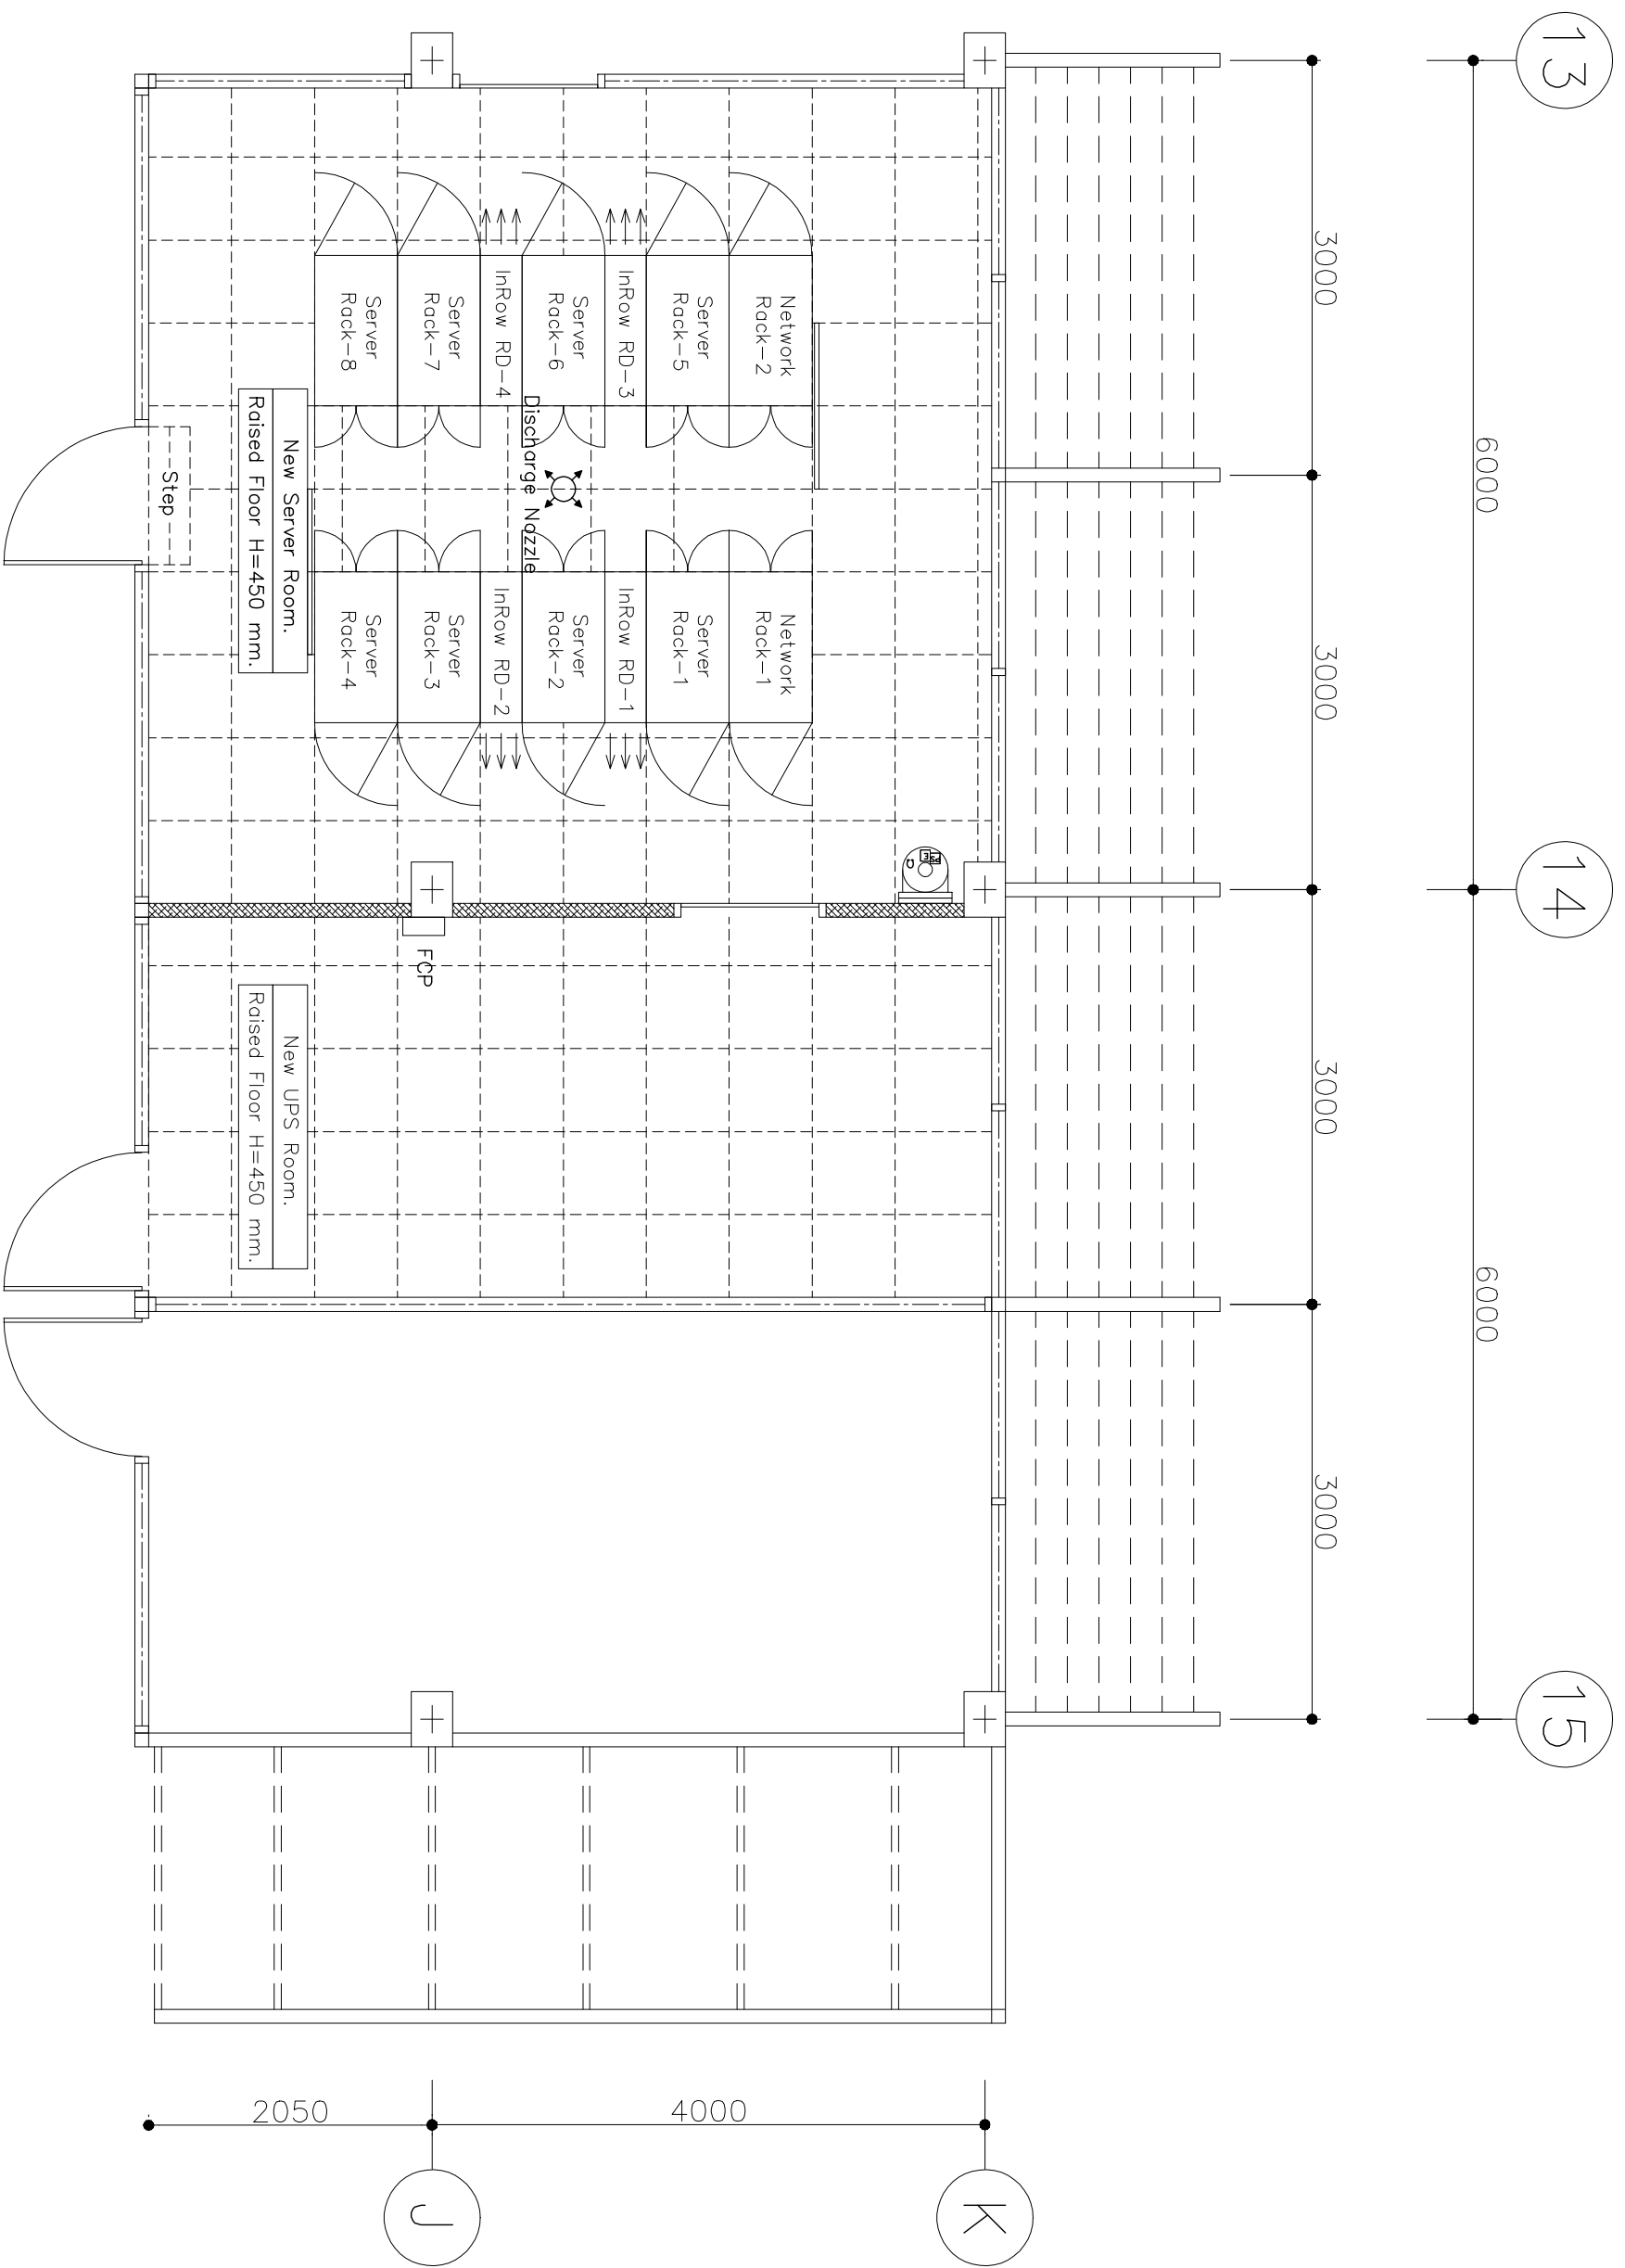 13
14
15
6000
6000
3000
3000
3000
3000
K
4000
J
2050
Network
Rack-2
Network
Rack-1
Server
Rack-5
Server
Rack-1
InRow RD-3
InRow RD-1
Server
Rack-6
Server
Rack-2
Discharge Nozzle
InRow RD-4
InRow RD-2
Server
Rack-7
Server
Rack-3
FCP
Server
Rack-8
Server
Rack-4
New Server Room.
Raised Floor H=450 mm.
New UPS Room.
Raised Floor H=450 mm.
Step